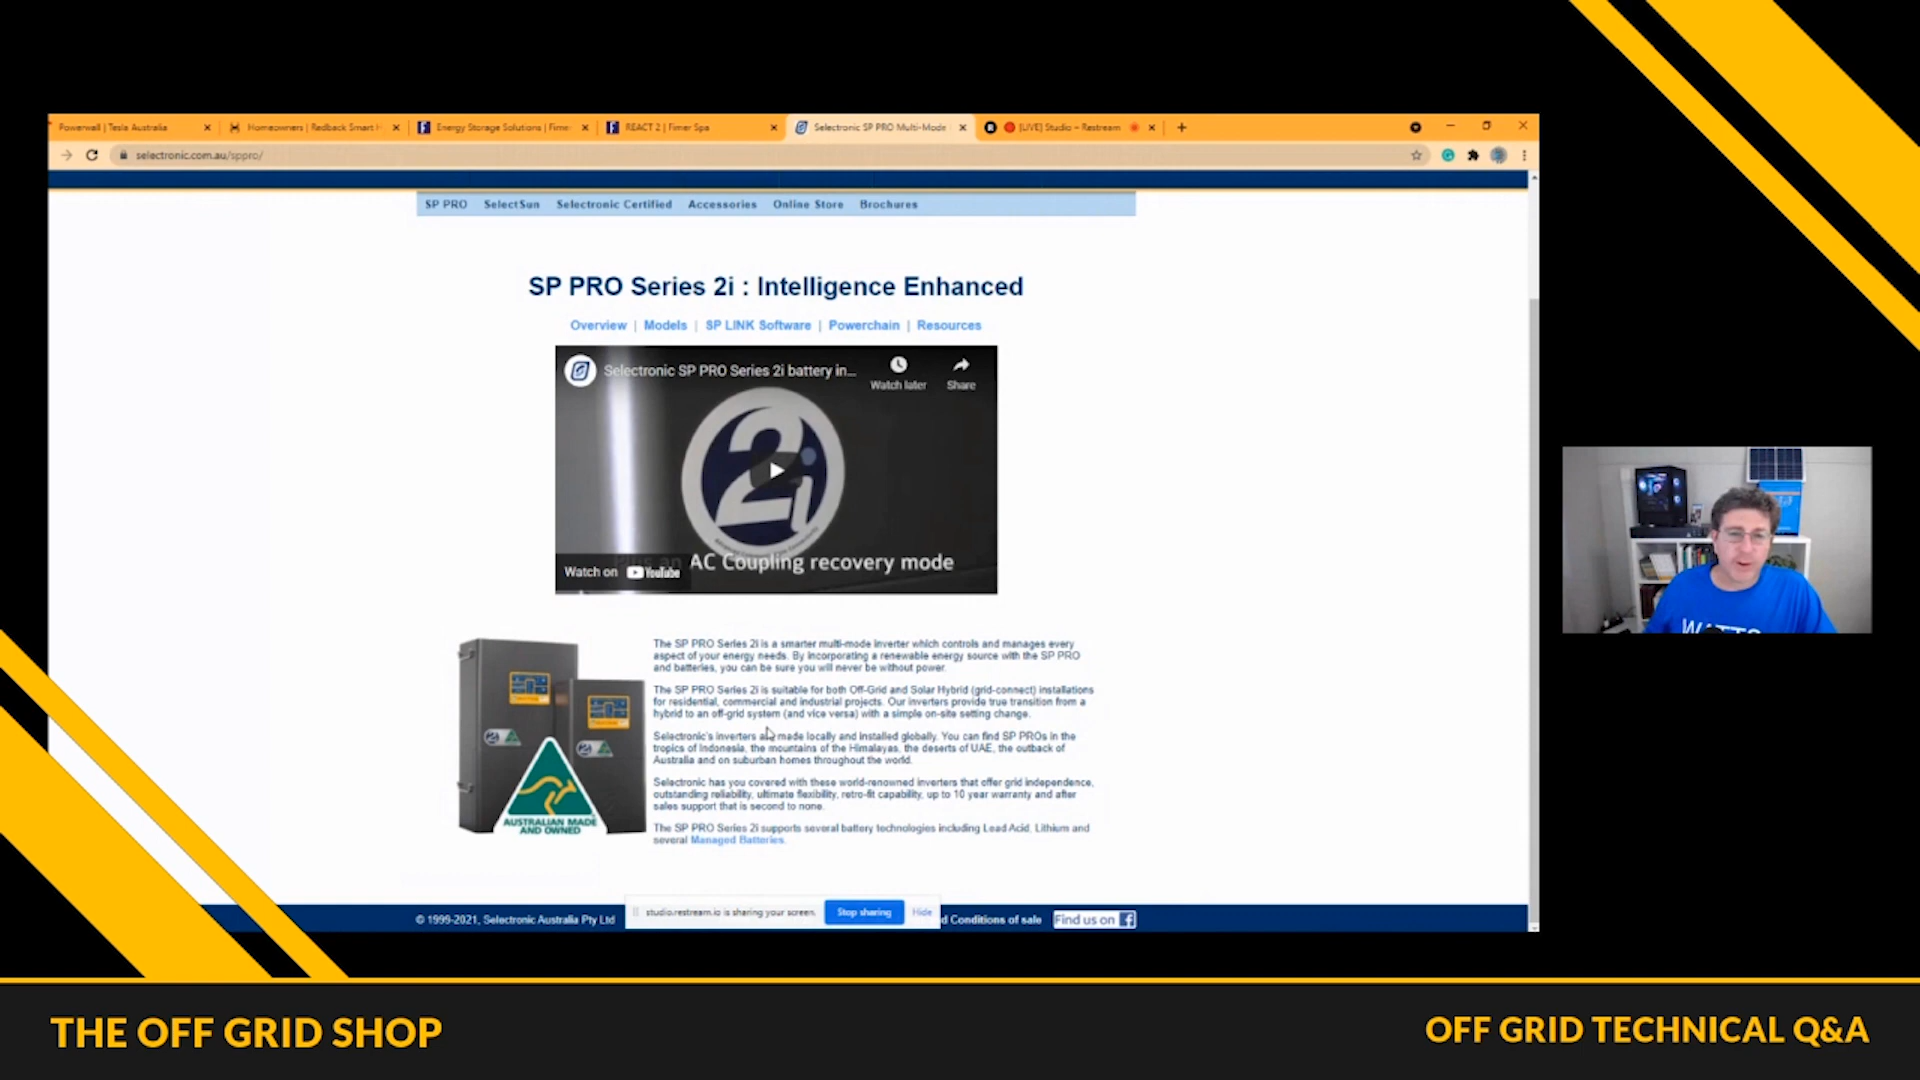 Powerwall | Tesla Australia
Homeowners | Redback Smart H
Energy Storage Solutions | Fimer
REACT 2 | Fimer Spa
Selectronic SP PRO Multi-Mode
[LIVE] Studio – Restream
selectronic.com.au/sppro/
SP PRO SelectSun Selectronic Certified Accessories Online Store Brochures
SP PRO Series 2i : Intelligence Enhanced
Overview | Models | SP LINK Software | Powerchain | Resources
Selectronic SP PRO Series 2i battery in...
Watch later
Share
2i
AC Coupling recovery mode
Watch on YouTube
The SP PRO Series 2i is a smarter multi-mode inverter which controls and manages every
aspect of your energy needs. By incorporating a renewable energy source with the SP PRO
and batteries, you can be sure you will never be without power.
The SP PRO Series 2i is suitable for both Off-Grid and Solar Hybrid (grid-connect) installations
for residential, commercial and industrial projects. Our inverters provide true transition from a
hybrid to an off-grid system (and vice versa) with a simple on-site setting change.
Selectronic's inverters are made locally and installed globally. You can find SP PROs in the
tropics of Indonesia, the mountains of the Himalayas, the deserts of UAE, the outback of
Australia and on suburban homes throughout the world.
Selectronic has you covered with these world-renowned inverters that offer grid independence,
outstanding reliability, ultimate flexibility, retro-fit capability, up to 10 year warranty and after
sales support that is second to none.
The SP PRO Series 2i supports several battery technologies including Lead Acid, Lithium and
several Managed Batteries.
AUSTRALIAN MADE
AND OWNED
© 1999-2021, Selectronic Australia Pty Ltd
studio.restream.io is sharing your screen.
Stop sharing
Hide
d Conditions of sale
Find us on f
WATTS
THE OFF GRID SHOP
OFF GRID TECHNICAL Q&A